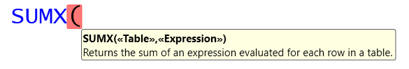 SUMX(
SUMX(«Table»,«Expression»)
Returns the sum of an expression evaluated for each row in a table.